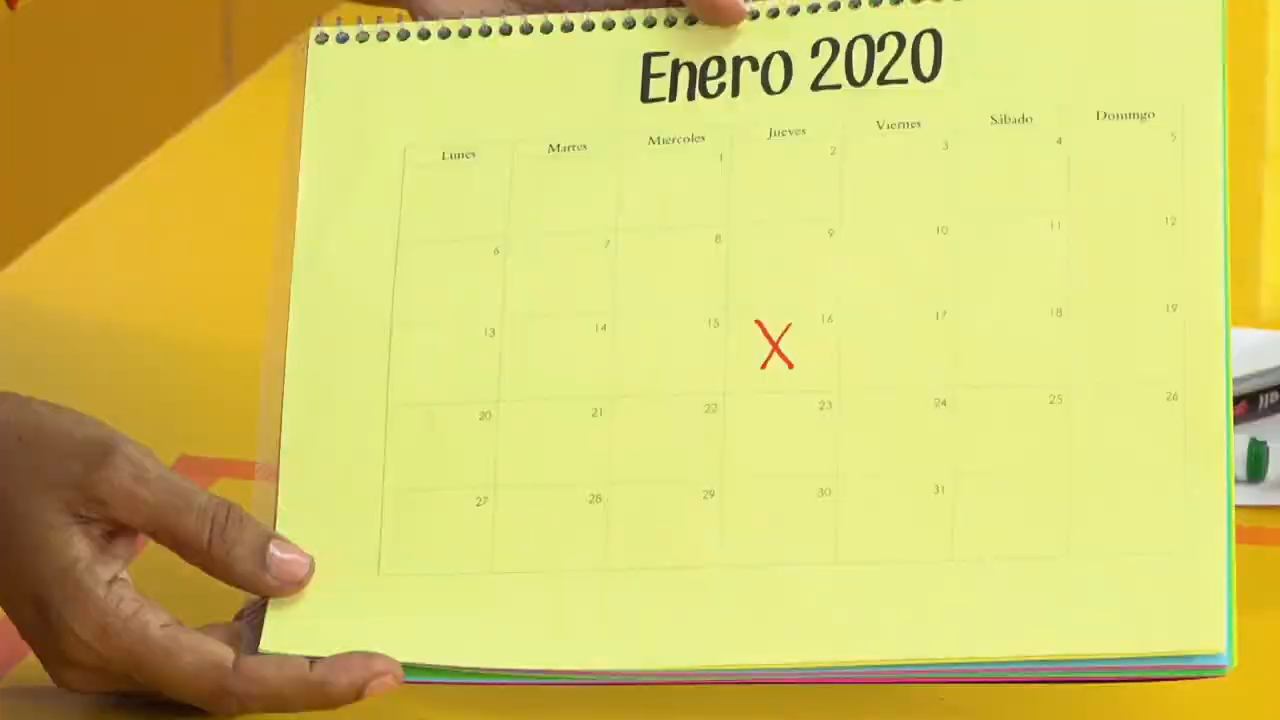 Enero 2020
Lunes Martes Miercoles Jueves Viernes Sábado Domingo
1 2 3 4 5
6 7 8 9 10 11 12
13 14 15 X 16 17 18 19
20 21 22 23 24 25 26
27 28 29 30 31